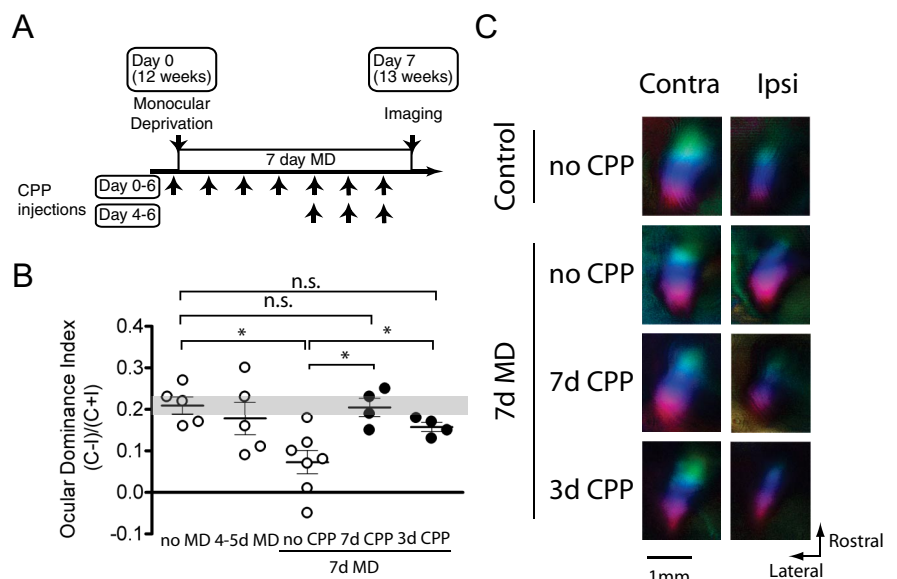 A
Day 0
(12 weeks)
Day 7
(13 weeks)
Monocular
Deprivation
Imaging
7 day MD
CPP
injections
Day 0-6
Day 4-6
B
n.s.
n.s.
*
*
*
Ocular Dominance Index
(C-I)/(C+I)
0.4
0.3
0.2
0.1
0.0
-0.1
no MD
4-5d MD
no CPP
7d CPP
3d CPP
7d MD
C
Contra
Ipsi
Control
no CPP
7d MD
no CPP
7d CPP
3d CPP
Rostral
Lateral
1mm